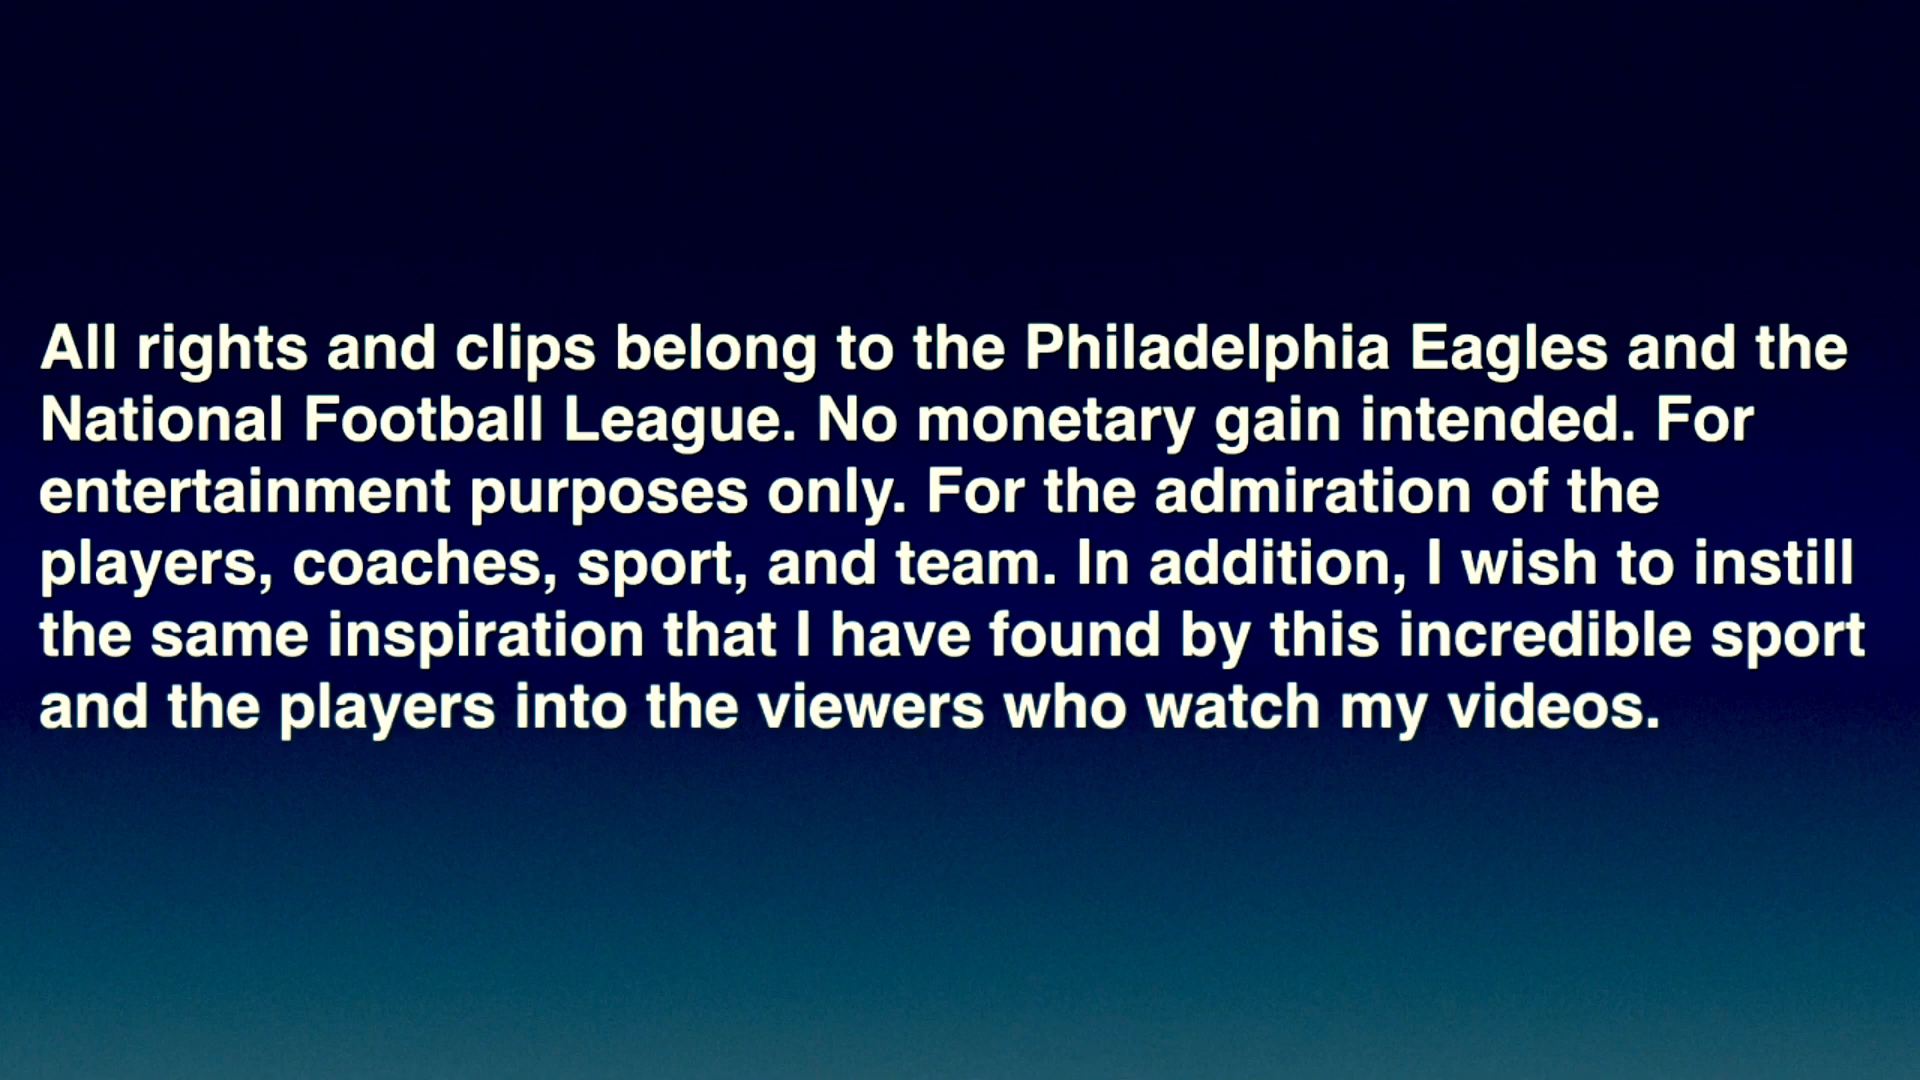 All rights and clips belong to the Philadelphia Eagles and the
National Football League. No monetary gain intended. For
entertainment purposes only. For the admiration of the
players, coaches, sport, and team. In addition, I wish to instill
the same inspiration that I have found by this incredible sport
and the players into the viewers who watch my videos.